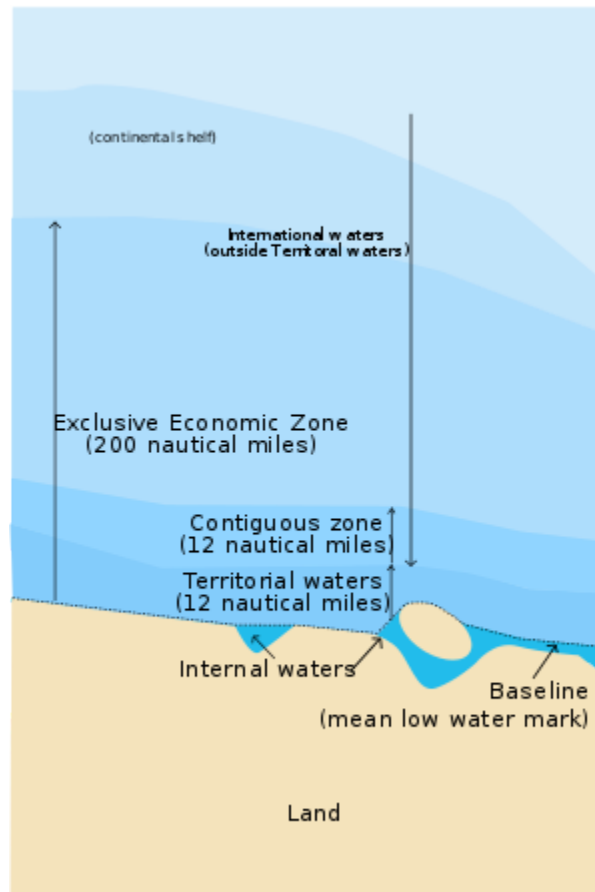 (continental shelf)
International waters
(outside Territoral waters)
Exclusive Economic Zone
(200 nautical miles)
Contiguous zone
(12 nautical miles)
Territorial waters
(12 nautical miles)
Internal waters
Baseline
(mean low water mark)
Land